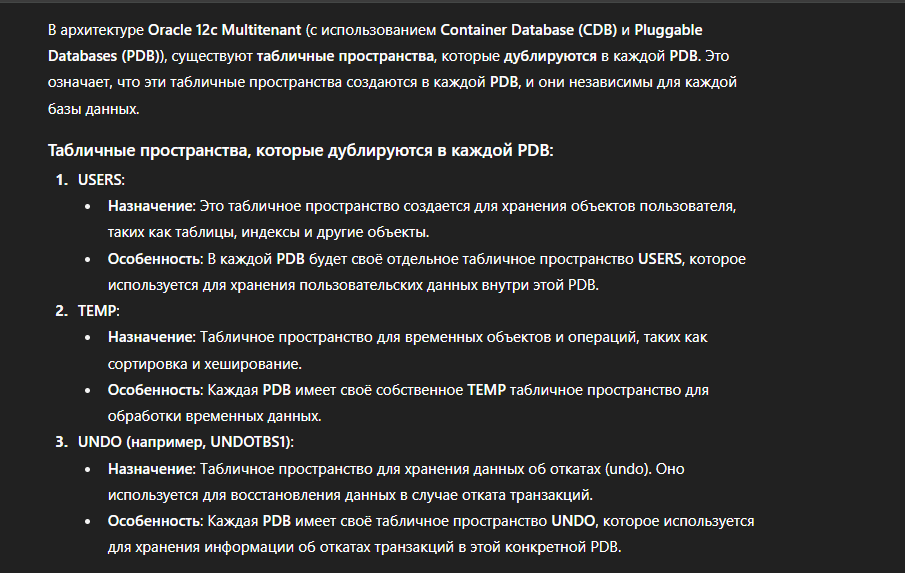 В архитектуре Oracle 12c Multitenant (с использованием Container Database (CDB) и Pluggable
Databases (PDB)), существуют табличные пространства, которые дублируются в каждой PDB. Это
означает, что эти табличные пространства создаются в каждой PDB, и они независимы для каждой
базы данных.
Табличные пространства, которые дублируются в каждой PDB:
1. USERS:
• Назначение: Это табличное пространство создается для хранения объектов пользователя,
таких как таблицы, индексы и другие объекты.
• Особенность: В каждой PDB будет своё отдельное табличное пространство USERS, которое
используется для хранения пользовательских данных внутри этой PDB.
2. TEMP:
• Назначение: Табличное пространство для временных объектов и операций, таких как
сортировка и хеширование.
• Особенность: Каждая PDB имеет своё собственное TEMP табличное пространство для
обработки временных данных.
3. UNDO (например, UNDOTBS1):
• Назначение: Табличное пространство для хранения данных об откатах (undo). Оно
используется для восстановления данных в случае отката транзакций.
• Особенность: Каждая PDB имеет своё табличное пространство UNDO, которое используется
для хранения информации об откатах транзакций в этой конкретной PDB.